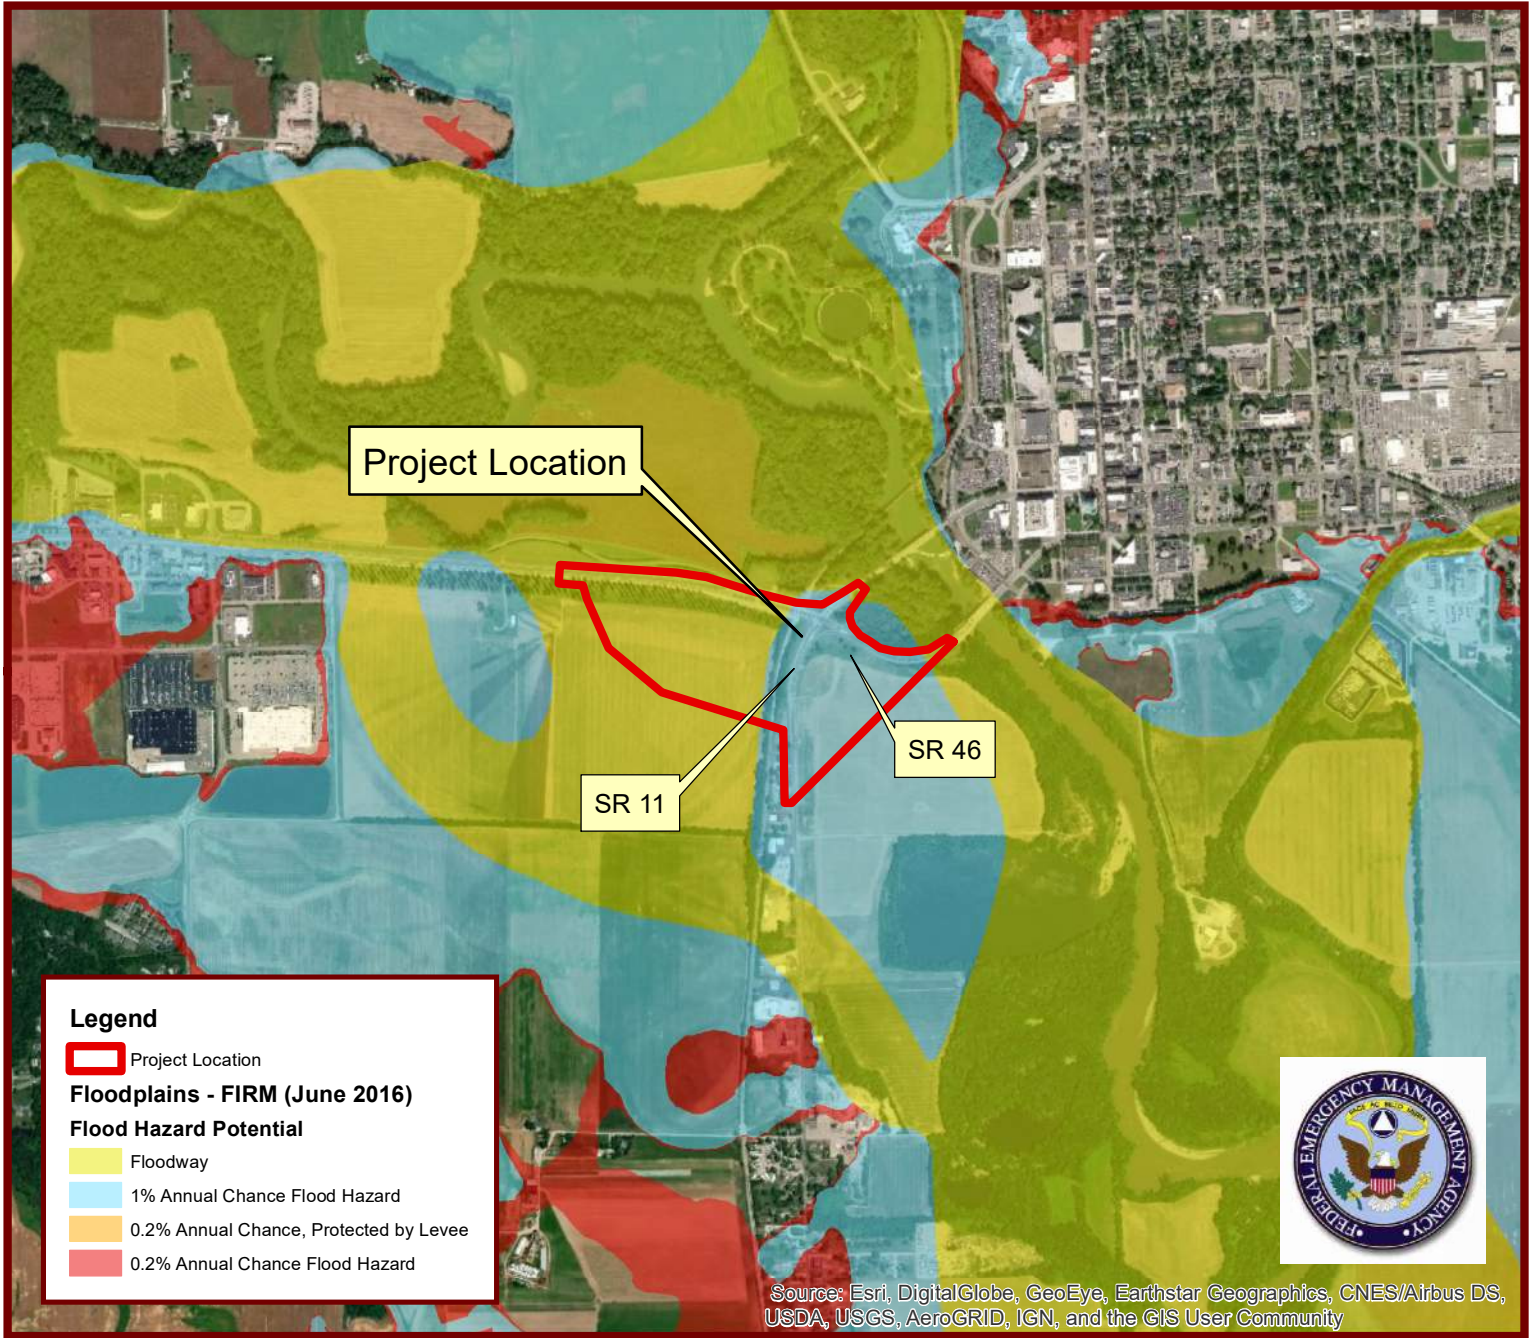 Project Location
SR 46
SR 11
Legend
Project Location
Floodplains - FIRM (June 2016)
Flood Hazard Potential
Floodway
1% Annual Chance Flood Hazard
0.2% Annual Chance, Protected by Levee
0.2% Annual Chance Flood Hazard
FEDERAL EMERGENCY MANAGEMENT AGENCY
Source: Esri, DigitalGlobe, GeoEye, Earthstar Geographics, CNES/Airbus DS,
USDA, USGS, AeroGRID, IGN, and the GIS User Community